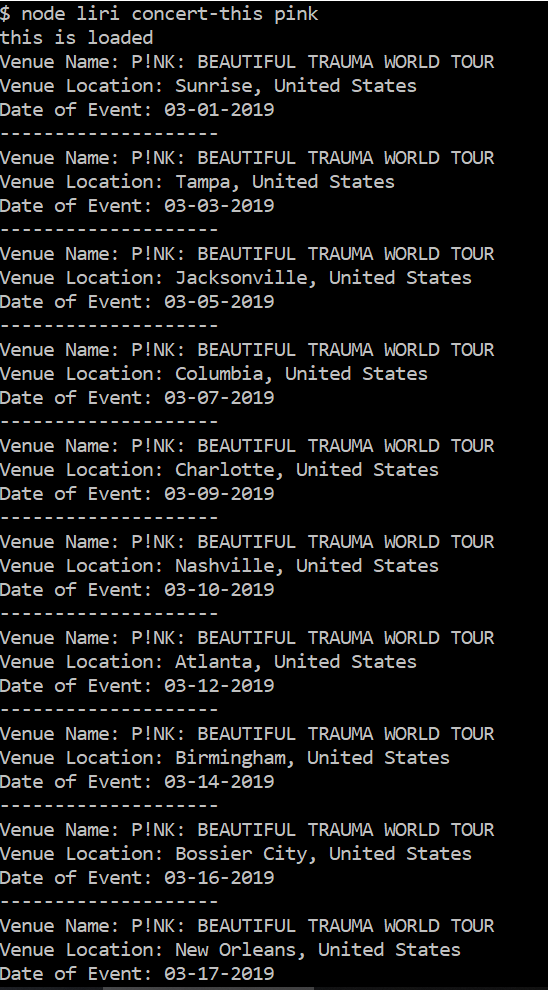 $ node liri concert-this pink
this is loaded
Venue Name: P!NK: BEAUTIFUL TRAUMA WORLD TOUR
Venue Location: Sunrise, United States
Date of Event: 03-01-2019
--------------------
Venue Name: P!NK: BEAUTIFUL TRAUMA WORLD TOUR
Venue Location: Tampa, United States
Date of Event: 03-03-2019
--------------------
Venue Name: P!NK: BEAUTIFUL TRAUMA WORLD TOUR
Venue Location: Jacksonville, United States
Date of Event: 03-05-2019
--------------------
Venue Name: P!NK: BEAUTIFUL TRAUMA WORLD TOUR
Venue Location: Columbia, United States
Date of Event: 03-07-2019
--------------------
Venue Name: P!NK: BEAUTIFUL TRAUMA WORLD TOUR
Venue Location: Charlotte, United States
Date of Event: 03-09-2019
--------------------
Venue Name: P!NK: BEAUTIFUL TRAUMA WORLD TOUR
Venue Location: Nashville, United States
Date of Event: 03-10-2019
--------------------
Venue Name: P!NK: BEAUTIFUL TRAUMA WORLD TOUR
Venue Location: Atlanta, United States
Date of Event: 03-12-2019
--------------------
Venue Name: P!NK: BEAUTIFUL TRAUMA WORLD TOUR
Venue Location: Birmingham, United States
Date of Event: 03-14-2019
--------------------
Venue Name: P!NK: BEAUTIFUL TRAUMA WORLD TOUR
Venue Location: Bossier City, United States
Date of Event: 03-16-2019
--------------------
Venue Name: P!NK: BEAUTIFUL TRAUMA WORLD TOUR
Venue Location: New Orleans, United States
Date of Event: 03-17-2019